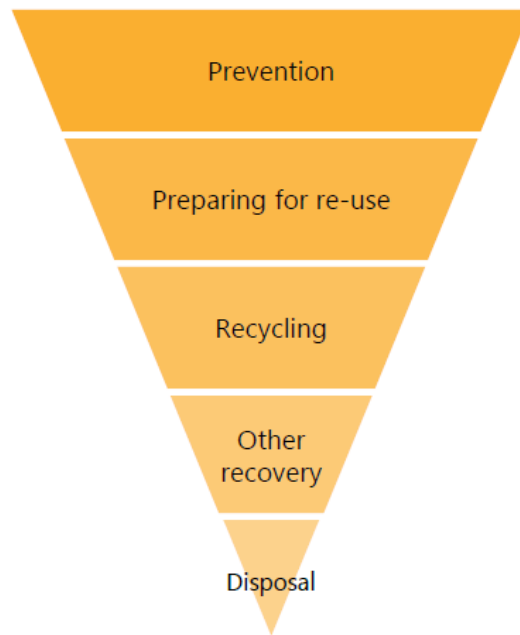 Prevention
Preparing for re-use
Recycling
Other
recovery
Disposal